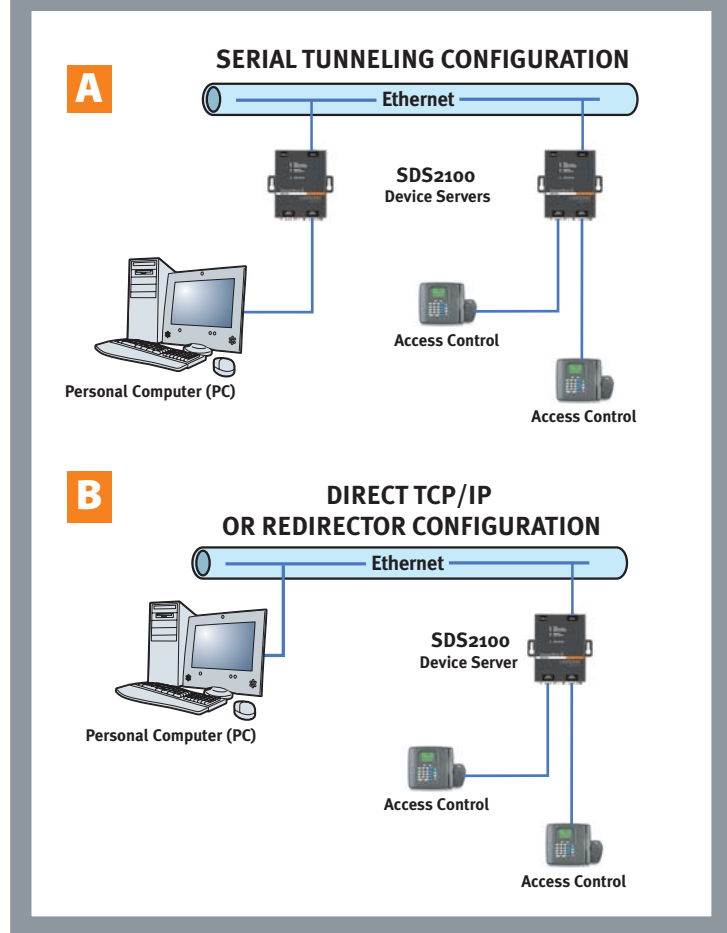 A
SERIAL TUNNELING CONFIGURATION
Ethernet
SDS2100
Device Servers
Access Control
Personal Computer (PC)
Access Control
B
DIRECT TCP/IP
OR REDIRECTOR CONFIGURATION
Ethernet
SDS2100
Device Server
Personal Computer (PC)
Access Control
Access Control